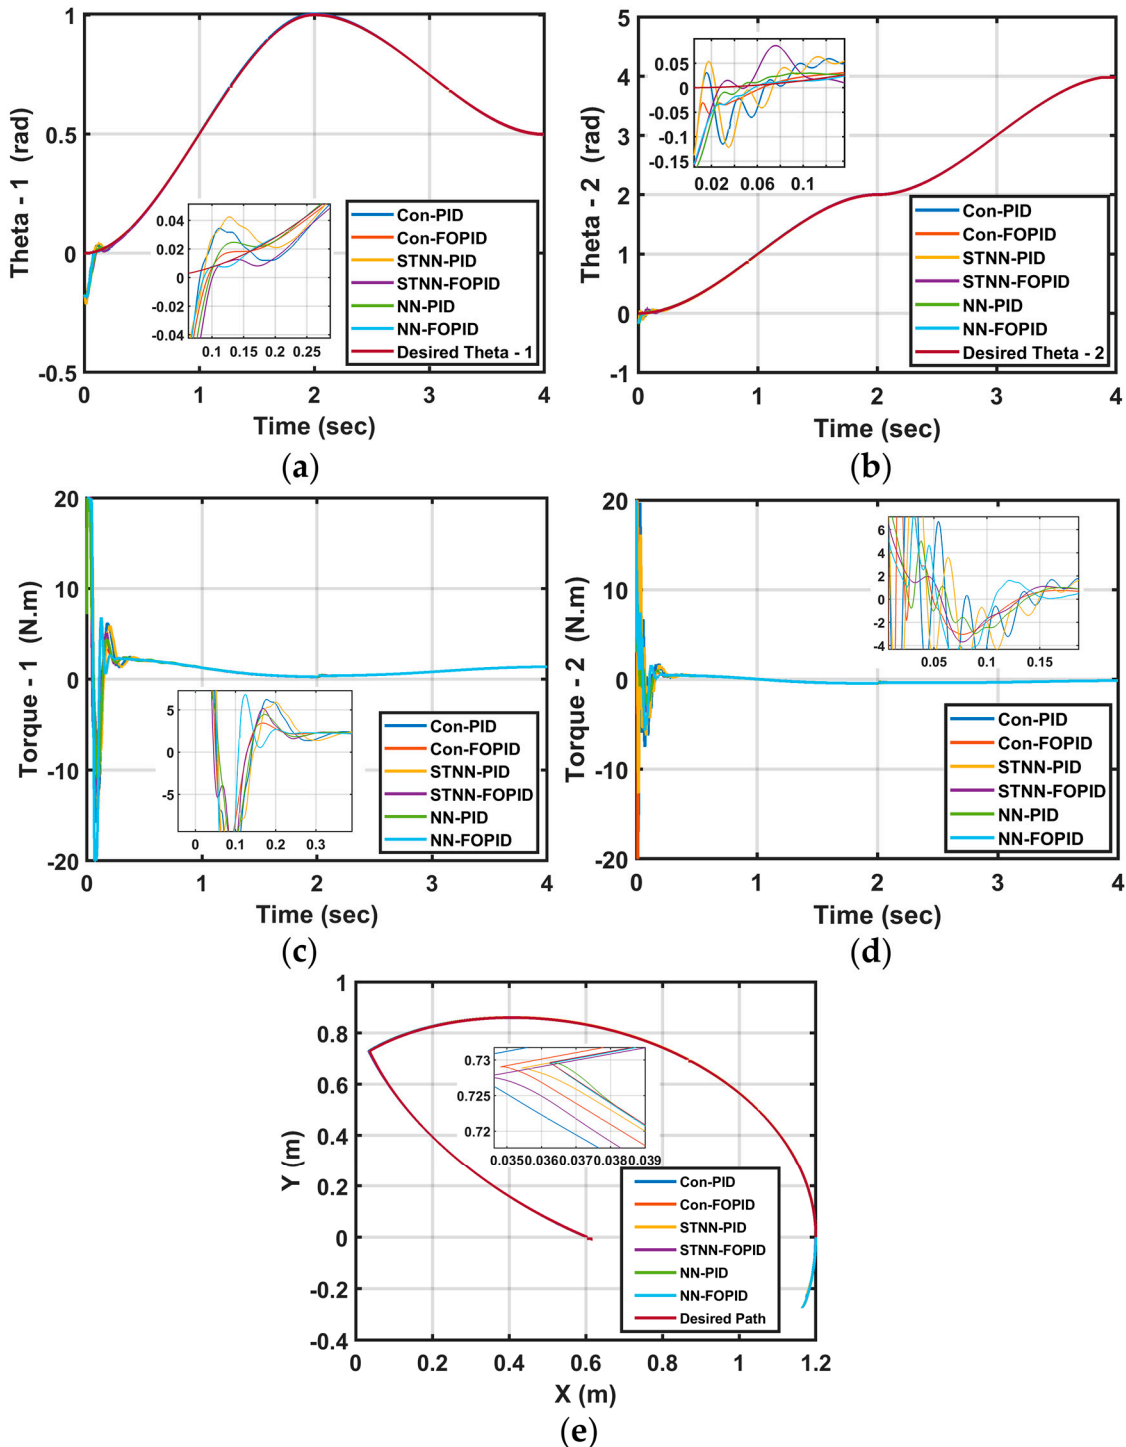 1
0.5
0
-0.5
Theta - 1 (rad)
0.04
0.02
0
-0.02
-0.04
0.1 0.15 0.2 0.25
Con-PID
Con-FOPID
STNN-PID
STNN-FOPID
NN-PID
NN-FOPID
Desired Theta - 1
0 1 2 3 4
Time (sec)
(a)
5
4
3
2
1
0
-1
Theta - 2 (rad)
0.05
0
-0.05
-0.1
-0.15
0.02 0.06 0.1
Con-PID
Con-FOPID
STNN-PID
STNN-FOPID
NN-PID
NN-FOPID
Desired Theta - 2
0 1 2 3 4
Time (sec)
(b)
20
10
0
-10
-20
Torque - 1 (N.m)
5
0
-5
0 0.1 0.2 0.3
Con-PID
Con-FOPID
STNN-PID
STNN-FOPID
NN-PID
NN-FOPID
0 1 2 3 4
Time (sec)
(c)
20
10
0
-10
-20
Torque - 2 (N.m)
6
4
2
0
-2
-4
0.05 0.1 0.15
Con-PID
Con-FOPID
STNN-PID
STNN-FOPID
NN-PID
NN-FOPID
0 1 2 3 4
Time (sec)
(d)
1
0.8
0.6
0.4
0.2
0
-0.2
-0.4
Y (m)
0.73
0.725
0.72
0.035 0.036 0.037 0.038 0.039
Con-PID
Con-FOPID
STNN-PID
STNN-FOPID
NN-PID
NN-FOPID
Desired Path
0 0.2 0.4 0.6 0.8 1 1.2
X (m)
(e)